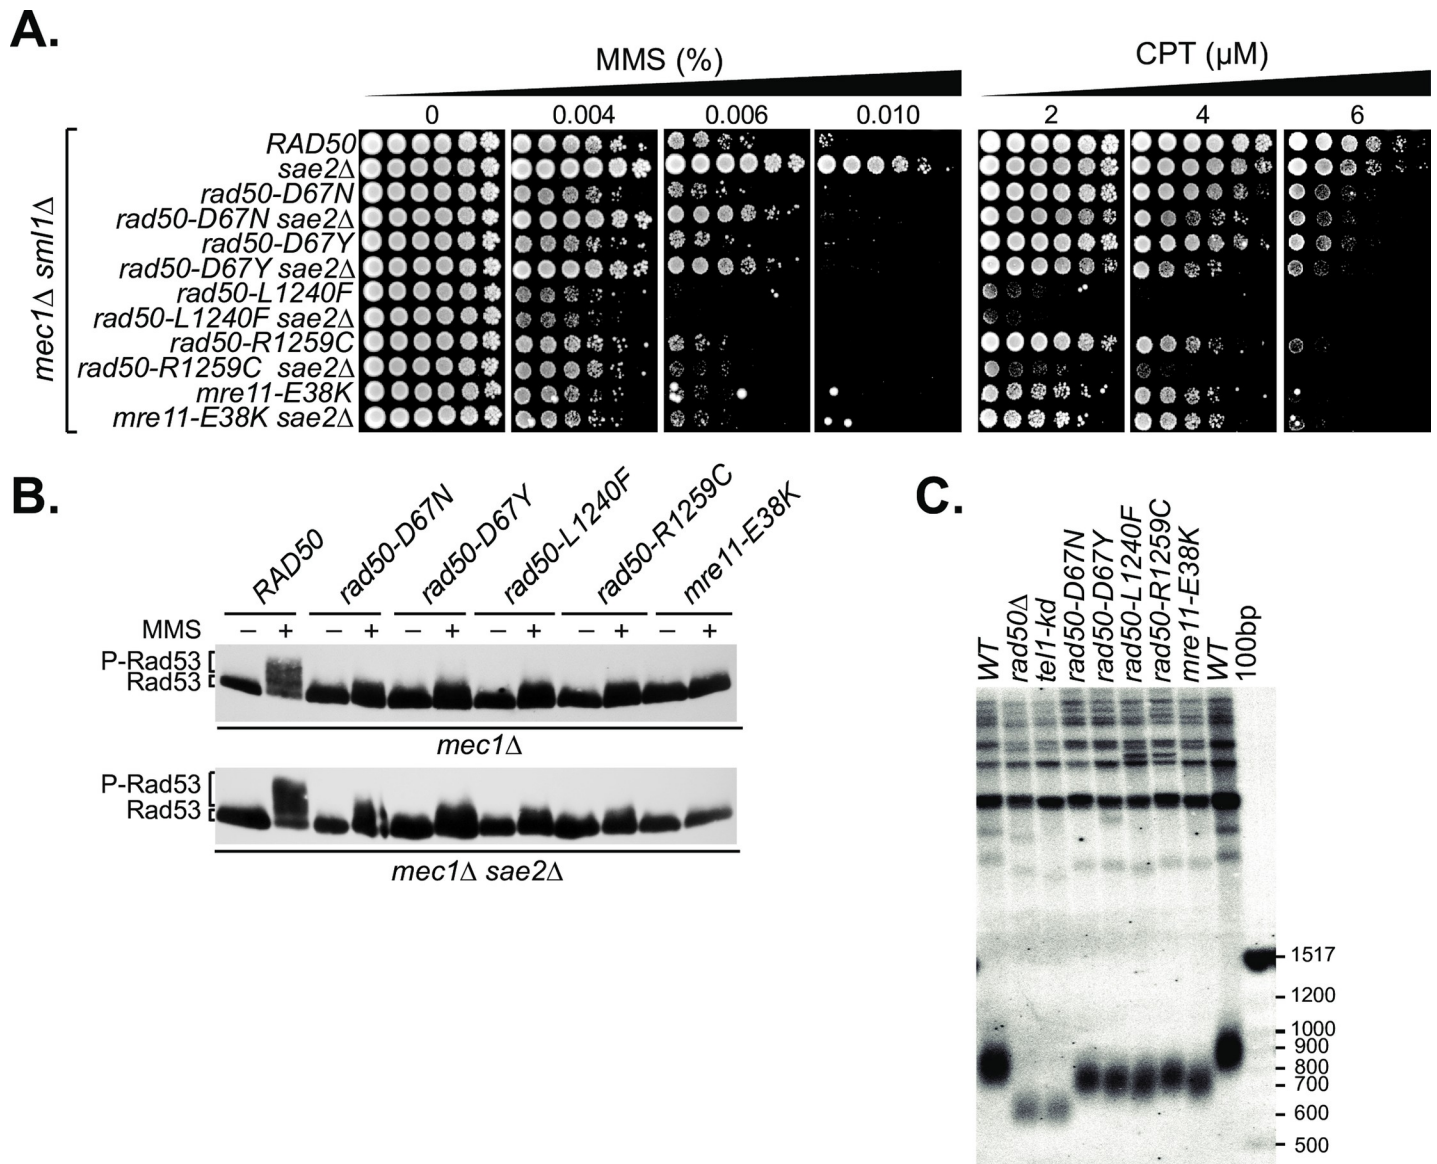 A.
MMS (%)
CPT (µM)
0 0.004 0.006 0.010 2 4 6
mec1Δ sml1Δ
RAD50
sae2Δ
rad50-D67N
rad50-D67N sae2Δ
rad50-D67Y
rad50-D67Y sae2Δ
rad50-L1240F
rad50-L1240F sae2Δ
rad50-R1259C
rad50-R1259C sae2Δ
mre11-E38K
mre11-E38K sae2Δ
B.
RAD50
rad50-D67N
rad50-D67Y
rad50-L1240F
rad50-R1259C
mre11-E38K
MMS − + − + − + − + − + − +
P-Rad53
Rad53
mec1Δ
P-Rad53
Rad53
mec1Δ sae2Δ
C.
WT
rad50Δ
tel1-kd
rad50-D67N
rad50-D67Y
rad50-L1240F
rad50-R1259C
mre11-E38K
WT
100bp
1517
1200
1000
900
800
700
600
500